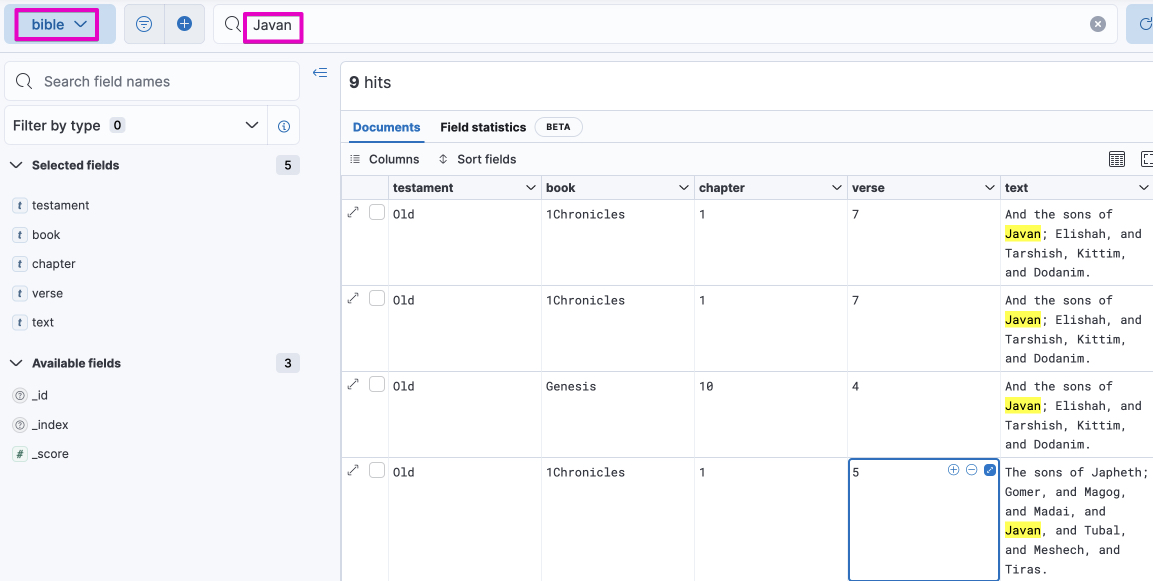 bible
Javan
Search field names
9 hits
Filter by type 0
Documents Field statistics BETA
Columns Sort fields
Selected fields 5
testament book chapter verse text
t testament
t book
t chapter
t verse
t text
Available fields 3
_id
_index
# _score
Old 1Chronicles 1 7 And the sons of
Javan; Elishah, and
Tarshish, Kittim,
and Dodanim.
Old 1Chronicles 1 7 And the sons of
Javan; Elishah, and
Tarshish, Kittim,
and Dodanim.
Old Genesis 10 4 And the sons of
Javan; Elishah, and
Tarshish, Kittim,
and Dodanim.
Old 1Chronicles 1 5 The sons of Japheth;
Gomer, and Magog,
and Madai, and
Javan, and Tubal,
and Meshech, and
Tiras.